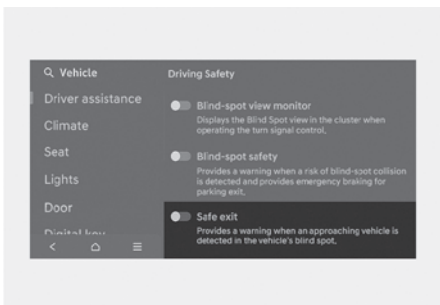 Vehicle
Driver assistance
Climate
Seat
Lights
Door
Digital key
Driving Safety
Blind-spot view monitor
Displays the Blind Spot view in the cluster when
operating the turn signal control.
Blind-spot safety
Provides a warning when a risk of blind-spot collision
is detected and provides emergency braking for
parking exit.
Safe exit
Provides a warning when an approaching vehicle is
detected in the vehicle's blind spot.